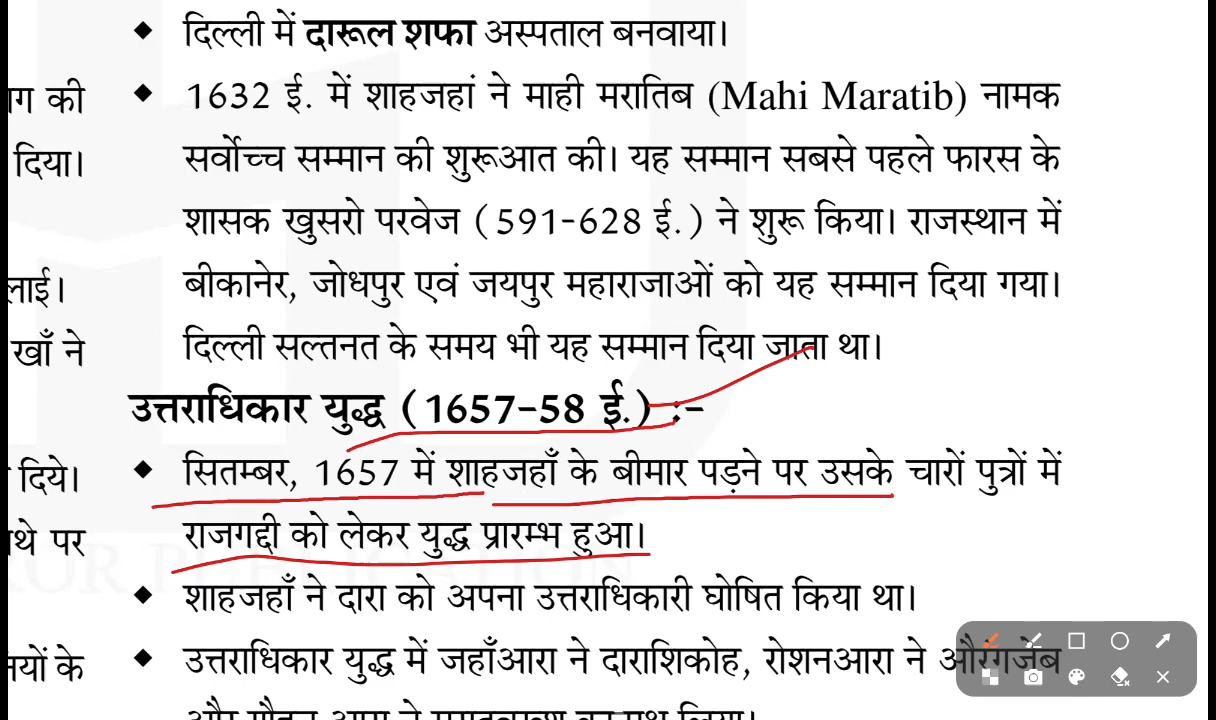 दिल्ली में दारूल शफा अस्पताल बनवाया।
1632 ई. में शाहजहां ने माही मरातिब (Mahi Maratib) नामक
सर्वोच्च सम्मान की शुरूआत की। यह सम्मान सबसे पहले फारस के
शासक खुसरो परवेज (591-628 ई.) ने शुरू किया। राजस्थान में
बीकानेर, जोधपुर एवं जयपुर महाराजाओं को यह सम्मान दिया गया।
दिल्ली सल्तनत के समय भी यह सम्मान दिया जाता था।
उत्तराधिकार युद्ध (1657-58 ई.) :-
सितम्बर, 1657 में शाहजहाँ के बीमार पड़ने पर उसके चारों पुत्रों में
राजगद्दी को लेकर युद्ध प्रारम्भ हुआ।
शाहजहाँ ने दारा को अपना उत्तराधिकारी घोषित किया था।
उत्तराधिकार युद्ध में जहाँआरा ने दाराशिकोह, रोशनआरा ने औरंगजेब
की
दिया।
खाँ ने
दिये।
पर
के